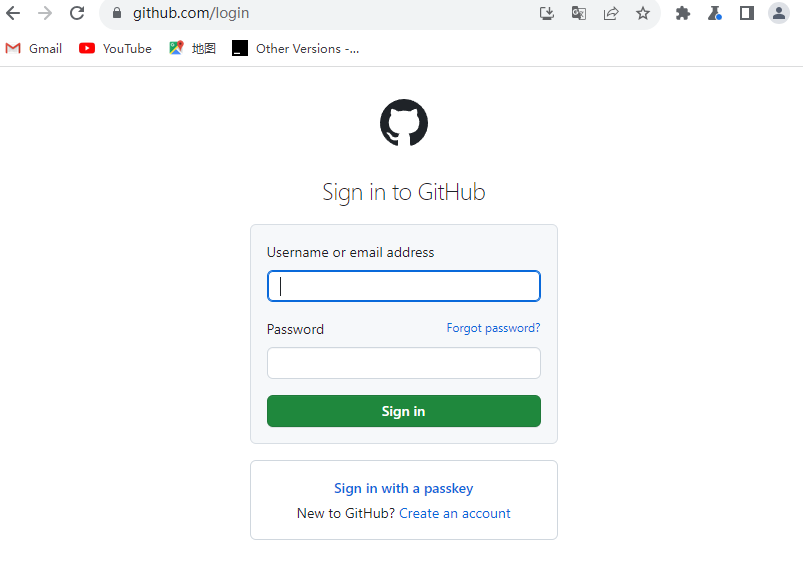 github.com/login
Gmail YouTube 地图 Other Versions -...
Sign in to GitHub
Username or email address
Password Forgot password?
Sign in
Sign in with a passkey
New to GitHub? Create an account